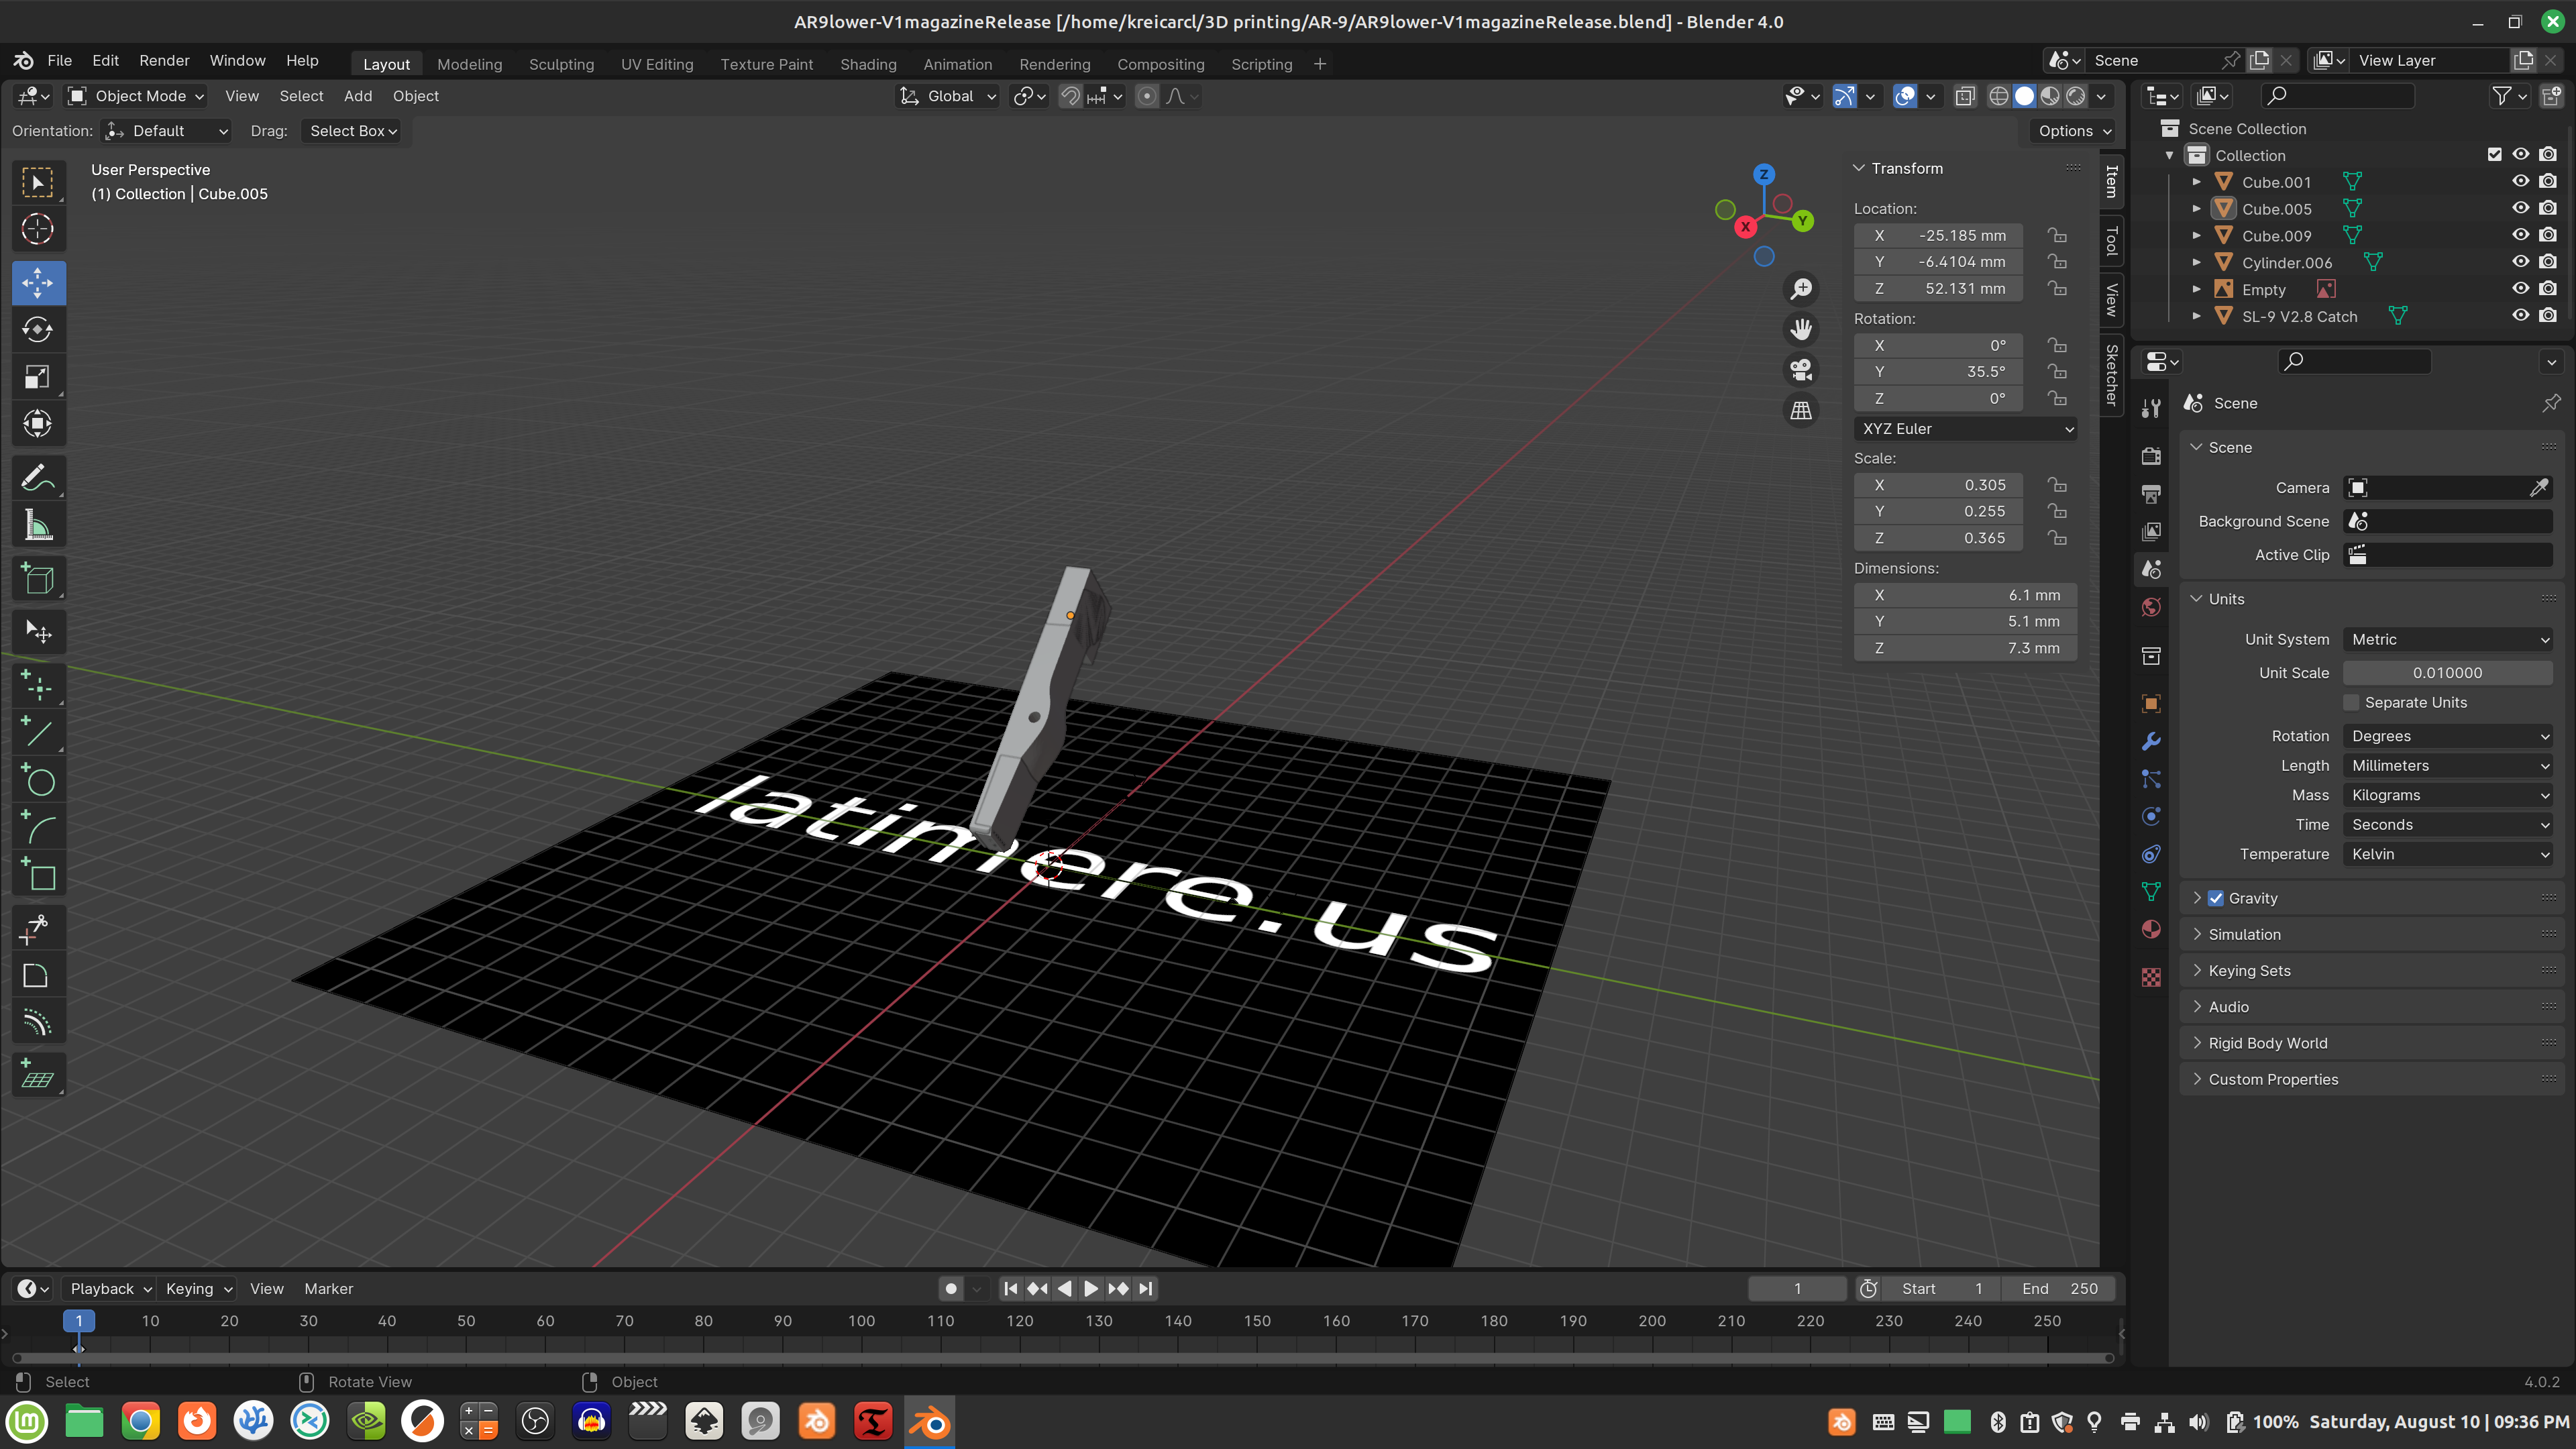 AR9lower-V1magazineRelease [/home/kreicarcl/3D printing/AR-9/AR9lower-V1magazineRelease.blend] - Blender 4.0
File Edit Render Window Help Layout Modeling Sculpting UV Editing Texture Paint Shading Animation Rendering Compositing Scripting + Scene View Layer
Object Mode View Select Add Object Global
Orientation: Default Drag: Select Box Options
User Perspective
(1) Collection | Cube.005
Z
Y
X
Transform
Location:
X -25.185 mm
Y -6.4104 mm
Z 52.131 mm
Rotation:
X 0°
Y 35.5°
Z 0°
XYZ Euler
Scale:
X 0.305
Y 0.255
Z 0.365
Dimensions:
X 6.1 mm
Y 5.1 mm
Z 7.3 mm
Item
Tool
View
Sketcher
Scene Collection
Collection
Cube.001
Cube.005
Cube.009
Cylinder.006
Empty
SL-9 V2.8 Catch
Scene
Scene
Camera
Background Scene
Active Clip
Units
Unit System Metric
Unit Scale 0.010000
Separate Units
Rotation Degrees
Length Millimeters
Mass Kilograms
Time Seconds
Temperature Kelvin
Gravity
Simulation
Keying Sets
Audio
Rigid Body World
Custom Properties
latimere.us
Playback Keying View Marker 1 Start 1 End 250
1 10 20 30 40 50 60 70 80 90 100 110 120 130 140 150 160 170 180 190 200 210 220 230 240 250
Select Rotate View Object 4.0.2
100% Saturday, August 10 | 09:36 PM